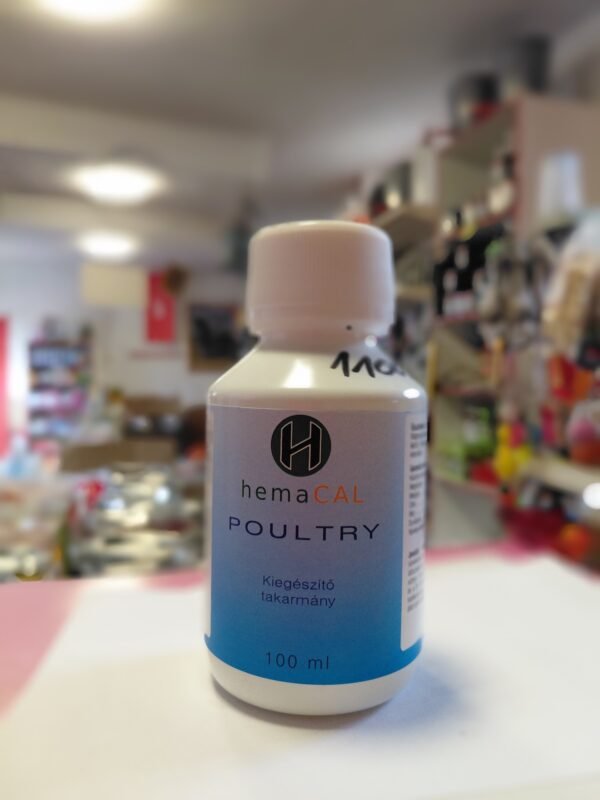 H
hemaCAL
POULTRY
Kiegészítő
takarmány
100 ml